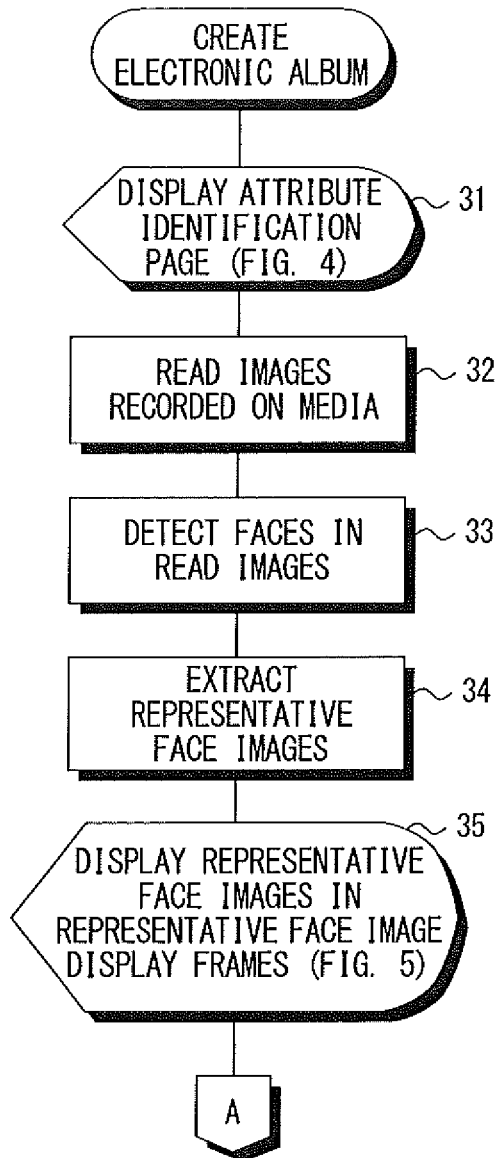 CREATE
ELECTRONIC ALBUM
DISPLAY ATTRIBUTE
IDENTIFICATION
PAGE (FIG. 4)
31
READ IMAGES
RECORDED ON MEDIA
32
DETECT FACES IN
READ IMAGES
33
EXTRACT
REPRESENTATIVE
FACE IMAGES
34
DISPLAY REPRESENTATIVE
FACE IMAGES IN
REPRESENTATIVE FACE IMAGE
DISPLAY FRAMES (FIG. 5)
35
A